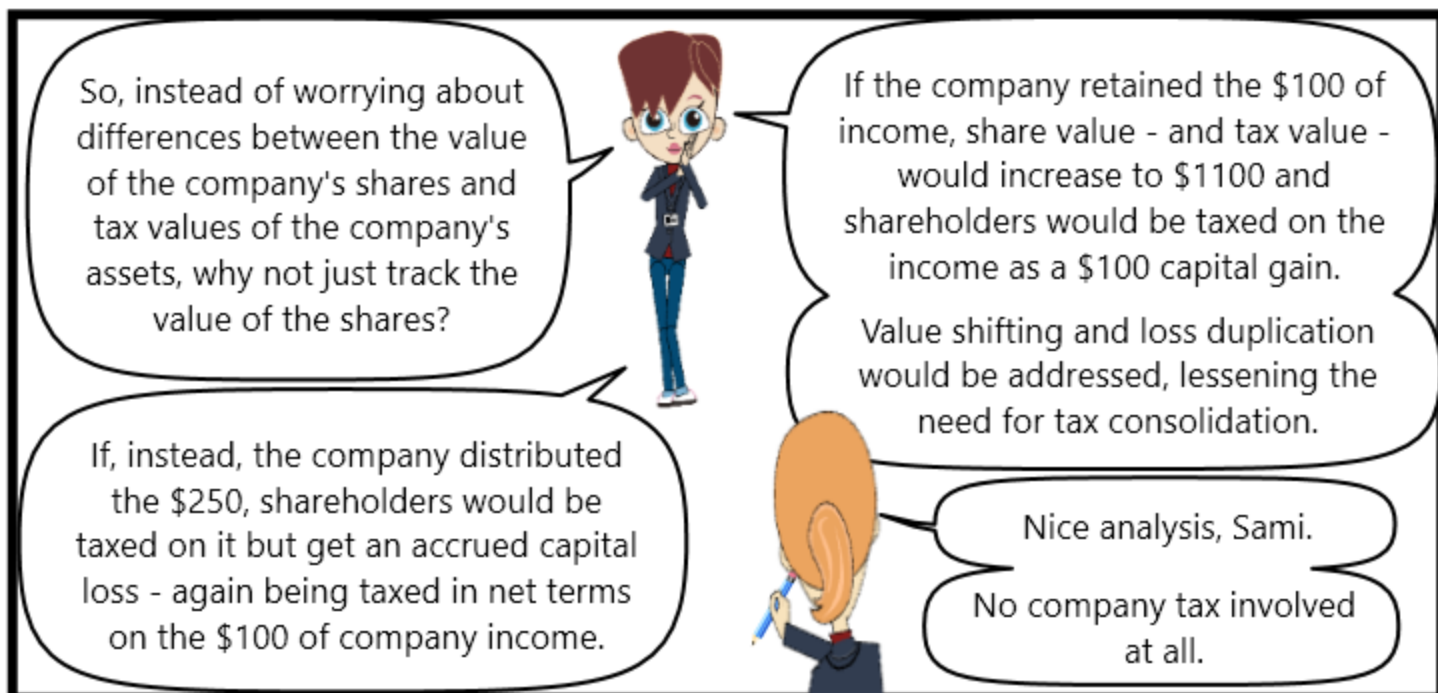 So, instead of worrying about
differences between the value
of the company's shares and
tax values of the company's
assets, why not just track the
value of the shares?
If the company retained the $100 of
income, share value - and tax value -
would increase to $1100 and
shareholders would be taxed on the
income as a $100 capital gain.
Value shifting and loss duplication
would be addressed, lessening the
need for tax consolidation.
If, instead, the company distributed
the $250, shareholders would be
taxed on it but get an accrued capital
loss - again being taxed in net terms
on the $100 of company income.
Nice analysis, Sami.
No company tax involved
at all.